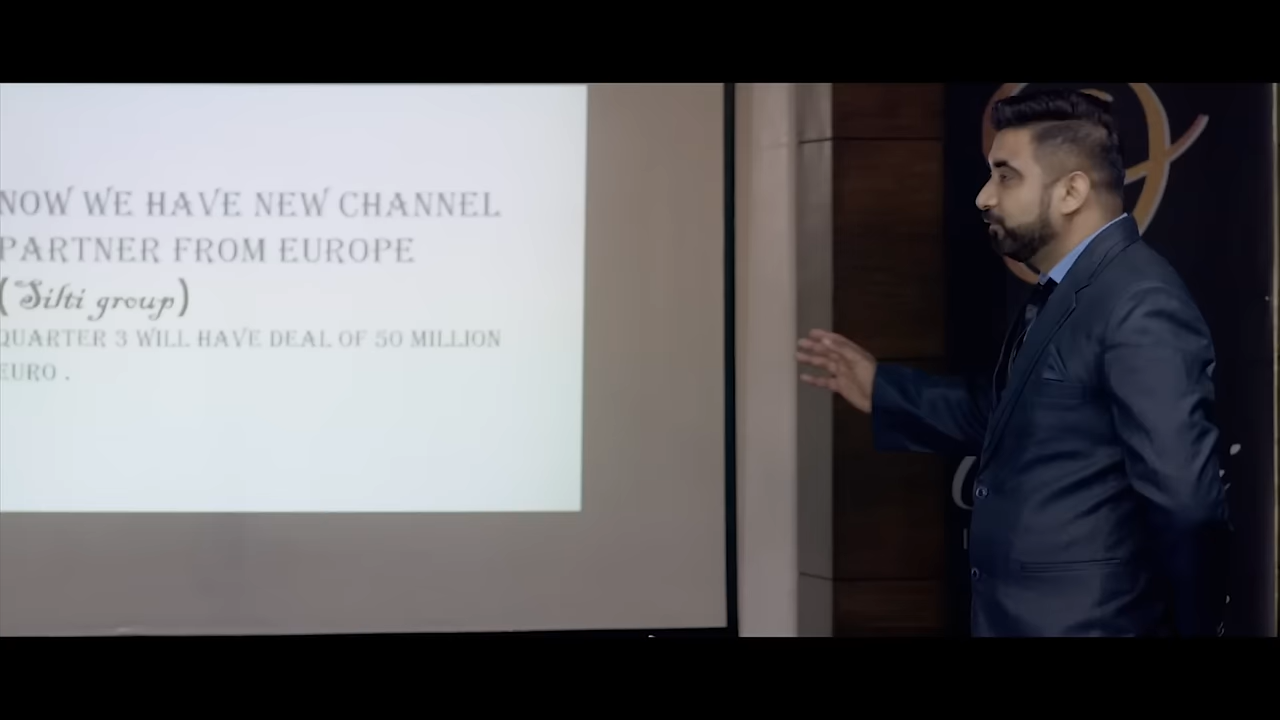 NOW WE HAVE NEW CHANNEL
PARTNER FROM EUROPE
(Silti group)
QUARTER 3 WILL HAVE DEAL OF 50 MILLION
EURO .